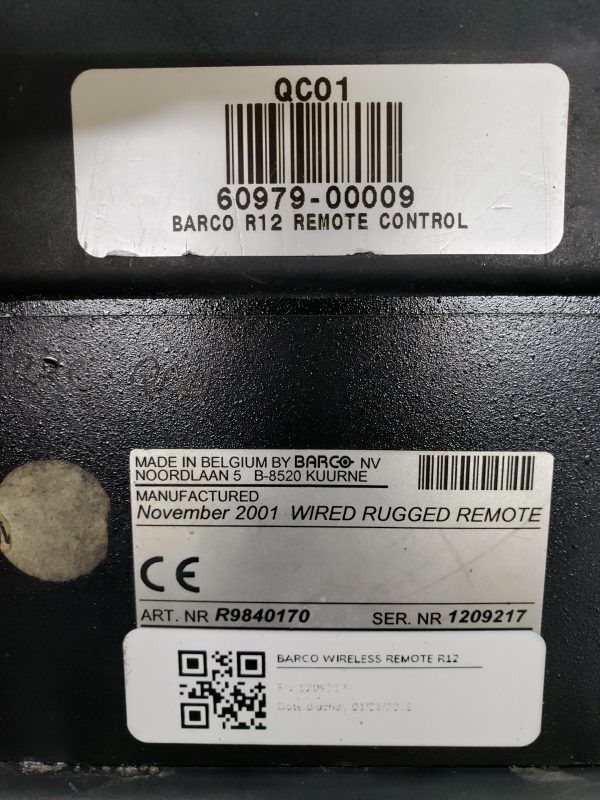 QC01
60979-00009
BARCO R12 REMOTE CONTROL
MADE IN BELGIUM BY BARCO NV
NOORDLAAN 5 B-8520 KUURNE
MANUFACTURED
November 2001 WIRED RUGGED REMOTE
CE
ART. NR R9840170 SER. NR 1209217
BARCO WIRELESS REMOTE R12